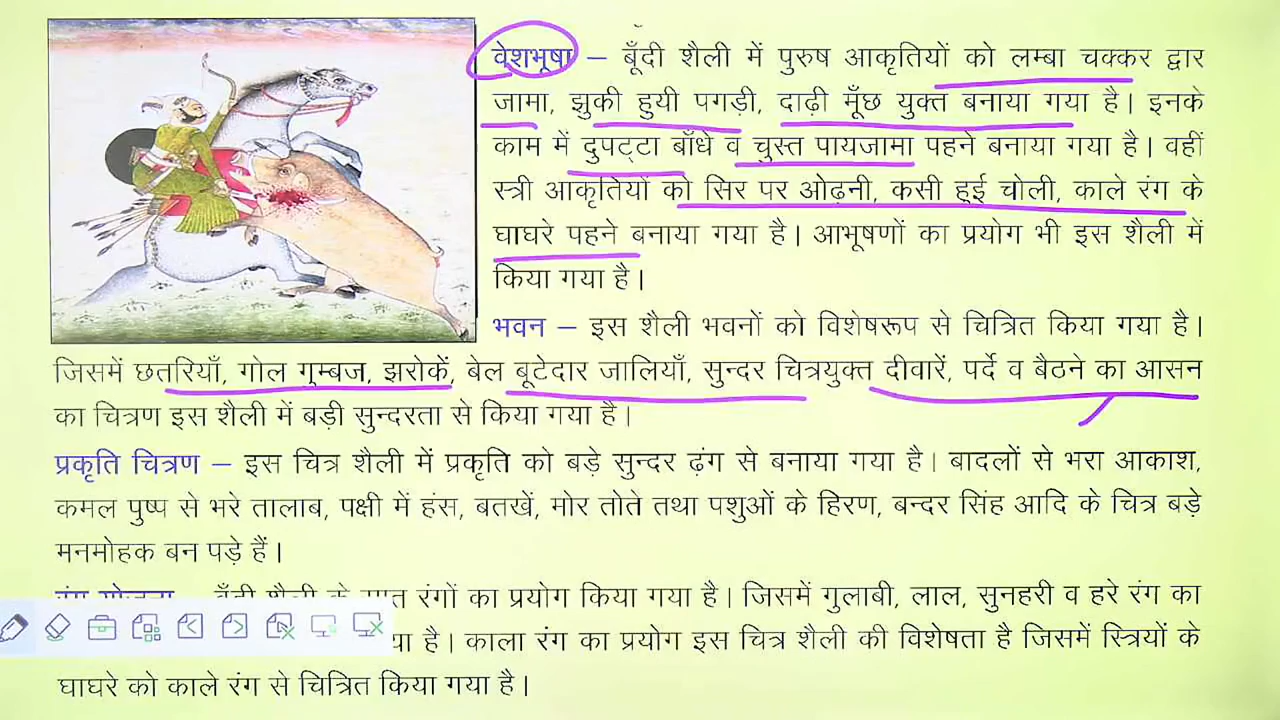 वेशभूषा – बूँदी शैली में पुरुष आकृतियों को लम्बा चक्कर द्वार
जामा, झुकी हुयी पगड़ी, दाढ़ी मूँछ युक्त बनाया गया है। इनके
काम में दुपट्टा बाँधे व चुस्त पायजामा पहने बनाया गया है। वहीं
स्त्री आकृतियों को सिर पर ओढ़नी, कसी हुई चोली, काले रंग के
घाघरे पहने बनाया गया है। आभूषणों का प्रयोग भी इस शैली में
किया गया है।
भवन – इस शैली भवनों को विशेषरूप से चित्रित किया गया है।
जिसमें छतरियाँ, गोल गुम्बज, झरोकें, बेल बूटेदार जालियाँ, सुन्दर चित्रयुक्त दीवारें, पर्दे व बैठने का आसन
का चित्रण इस शैली में बड़ी सुन्दरता से किया गया है।
प्रकृति चित्रण – इस चित्र शैली में प्रकृति को बड़े सुन्दर ढ़ंग से बनाया गया है। बादलों से भरा आकाश,
कमल पुष्प से भरे तालाब, पक्षी में हंस, बतखें, मोर तोते तथा पशुओं के हिरण, बन्दर सिंह आदि के चित्र बड़े
मनमोहक बन पड़े हैं।
बूँदी शैली के रंगों का प्रयोग किया गया है। जिसमें गुलाबी, लाल, सुनहरी व हरे रंग का
है। काला रंग का प्रयोग इस चित्र शैली की विशेषता है जिसमें स्त्रियों के
घाघरे को काले रंग से चित्रित किया गया है।